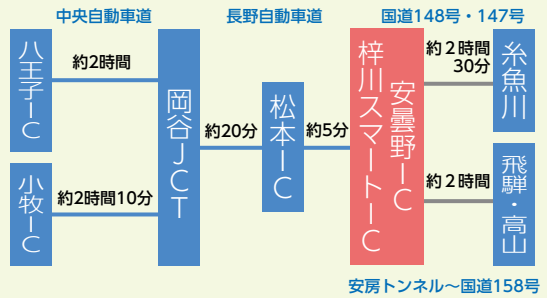 中央自動車道
長野自動車道
国道148号・147号
八王子IC
約2時間
小牧IC
約2時間10分
岡谷JCT
約20分
松本IC
約5分
安曇野IC
梓川スマートIC
約２時間
30分
糸魚川
約２時間
飛騨・高山
安房トンネル～国道158号